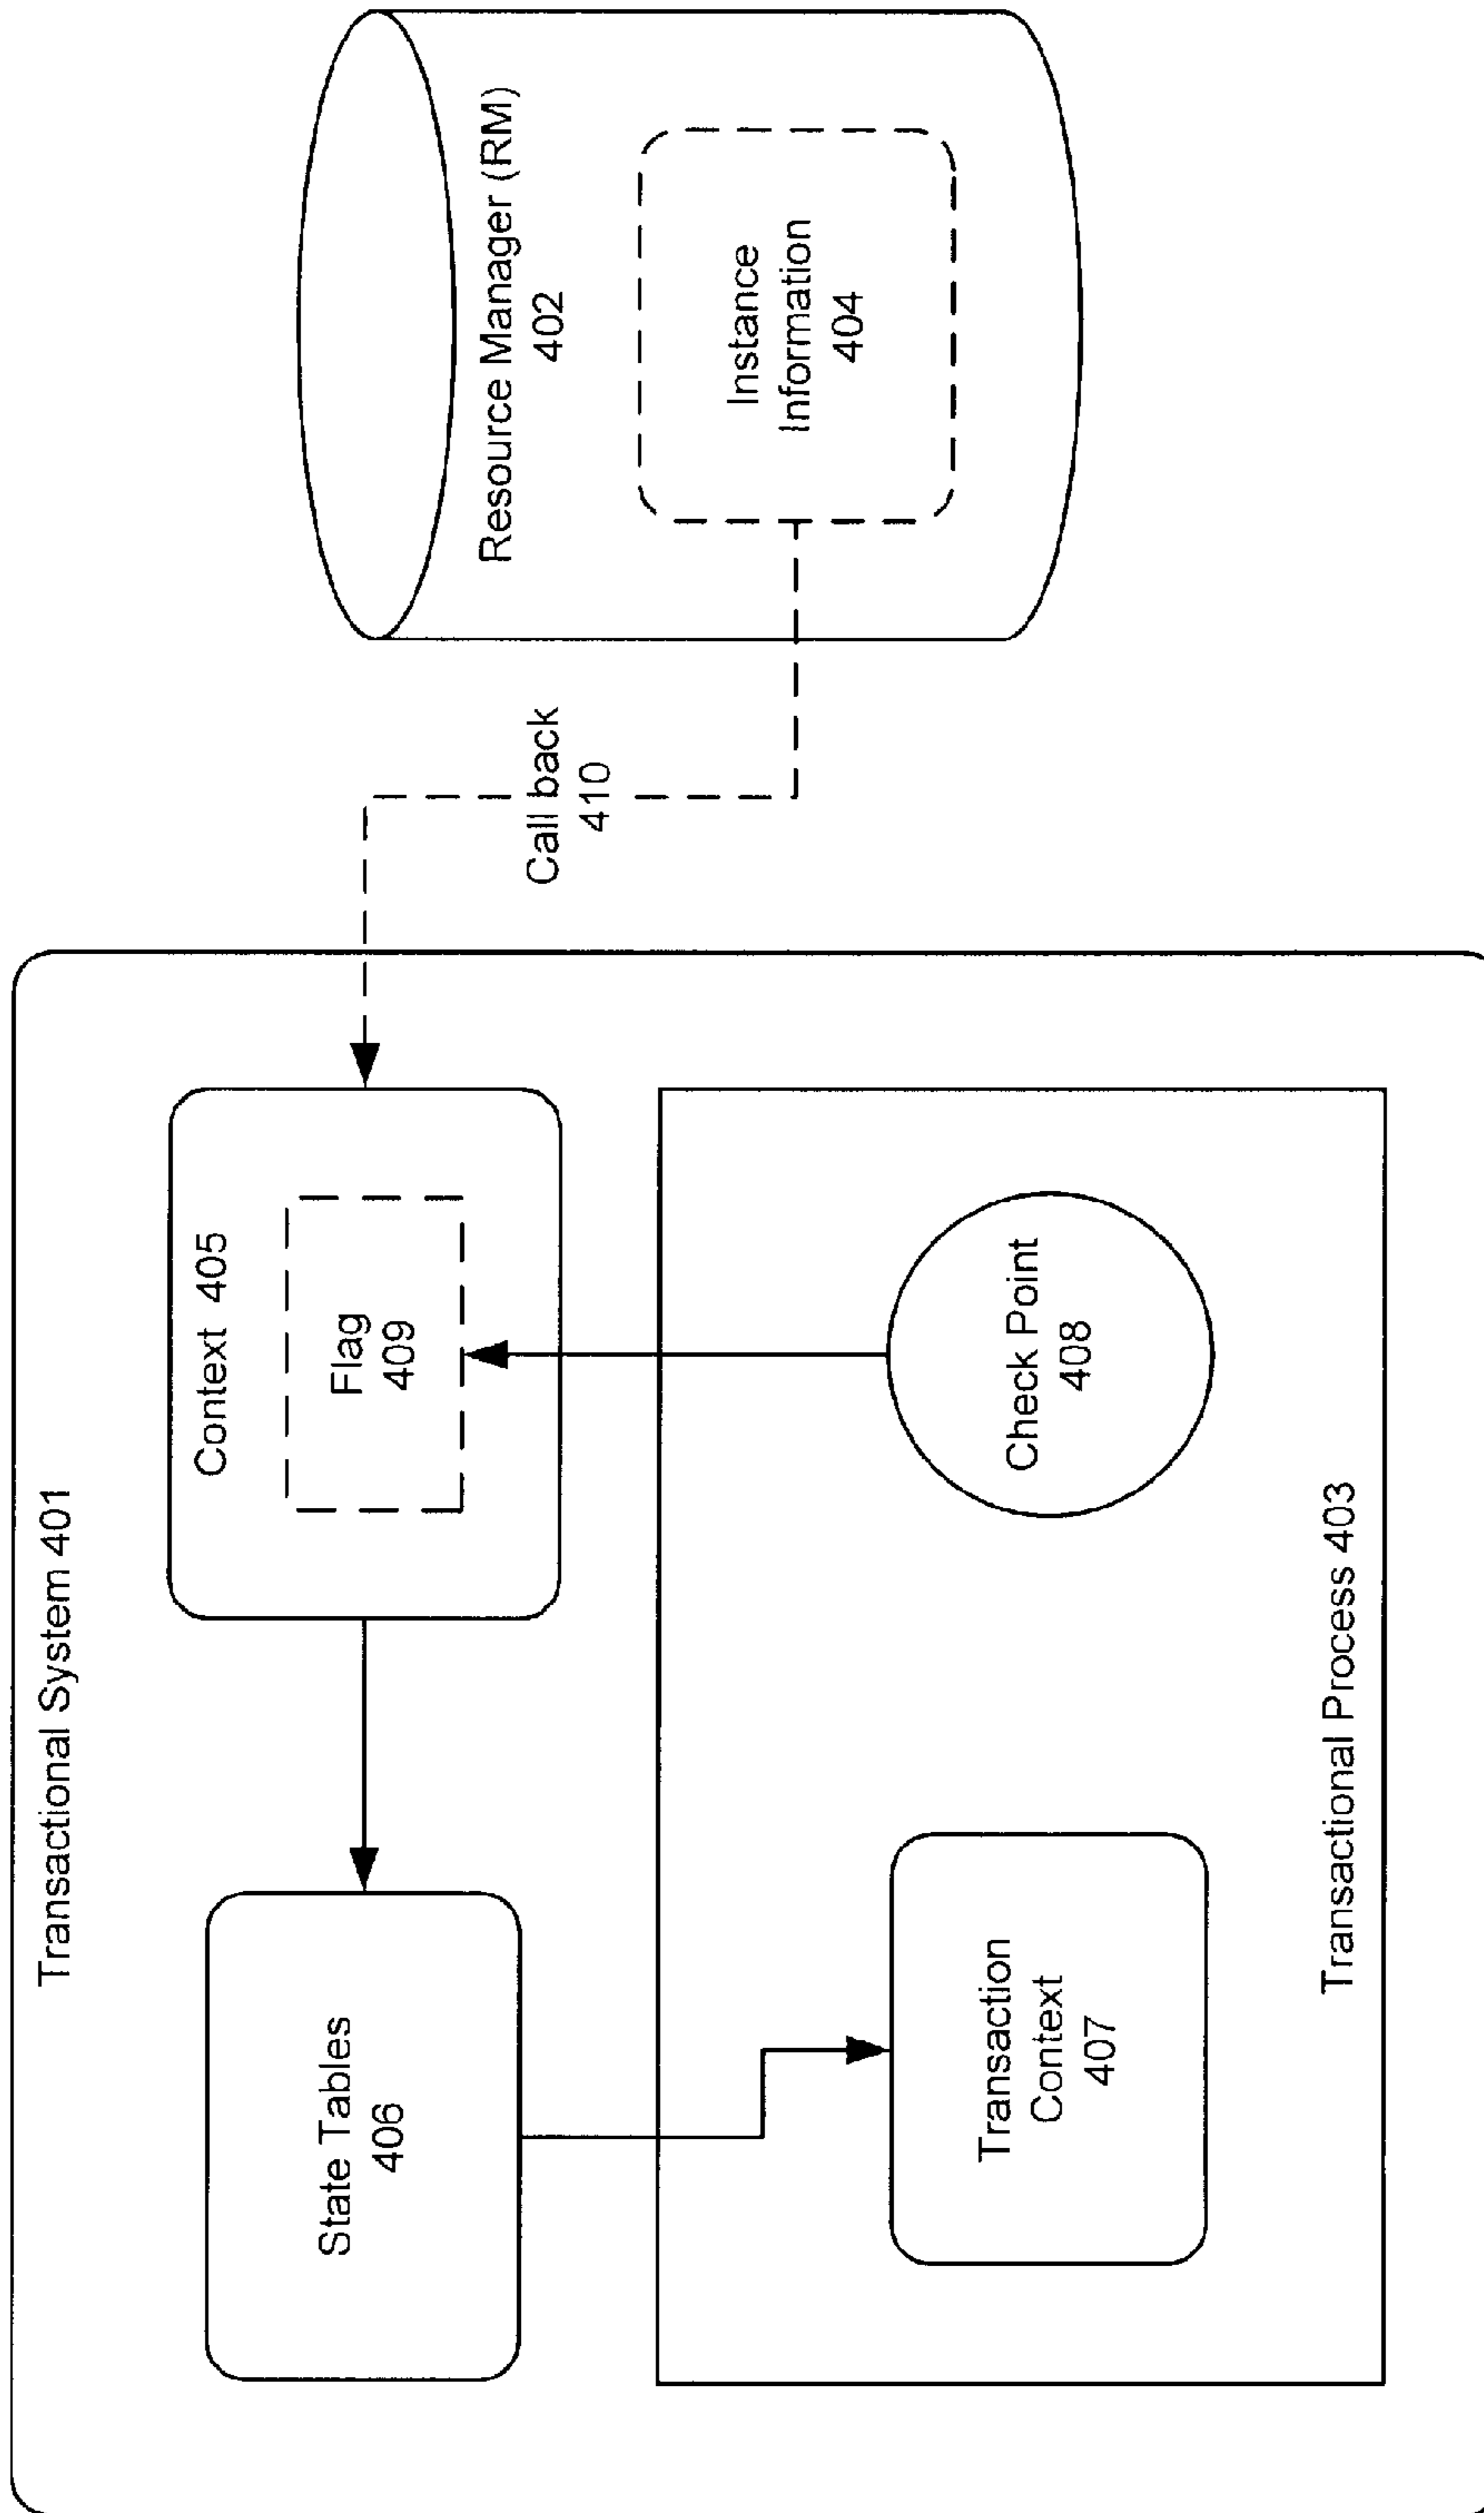 Transactional System 401
State Tables
406
Context 405
Flag
409
Call back
410
Resource Manager (RM)
402
Instance
Information
404
Transaction
Context
407
Check Point
408
Transactional Process 403